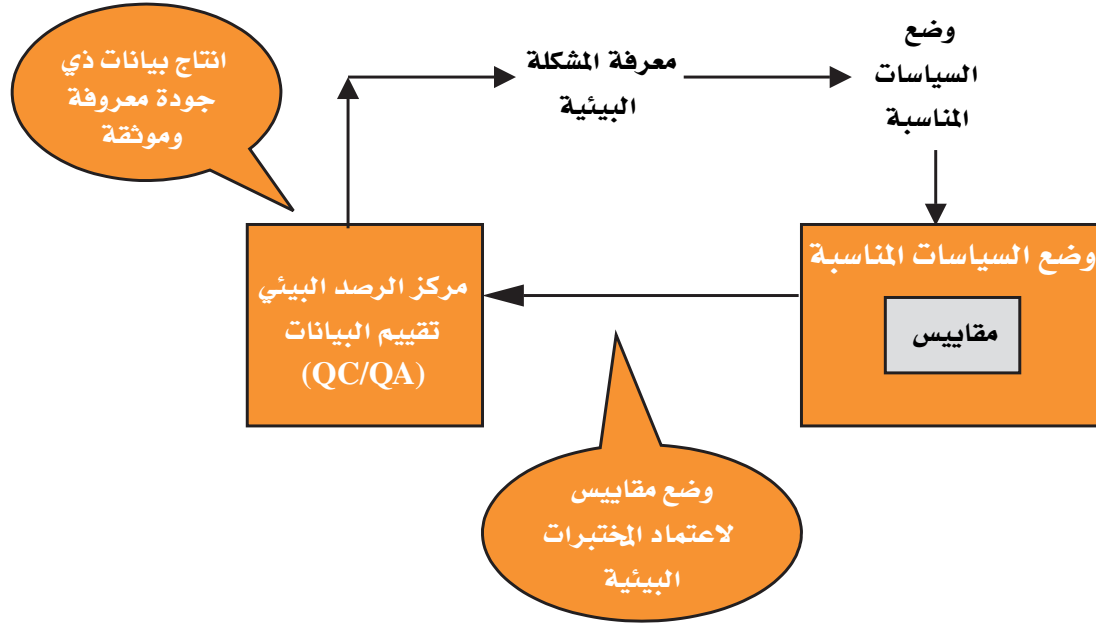 وضع
السياسات
المناسبة
معرفة المشكلة
البيئية
انتاج بيانات ذي
جودة معروفة
وموثقة
وضع السياسات المناسبة
مقاييس
مركز الرصد البيئي
تقييم البيانات
(QC/QA)
وضع مقاييس
لاعتماد المختبرات
البيئية